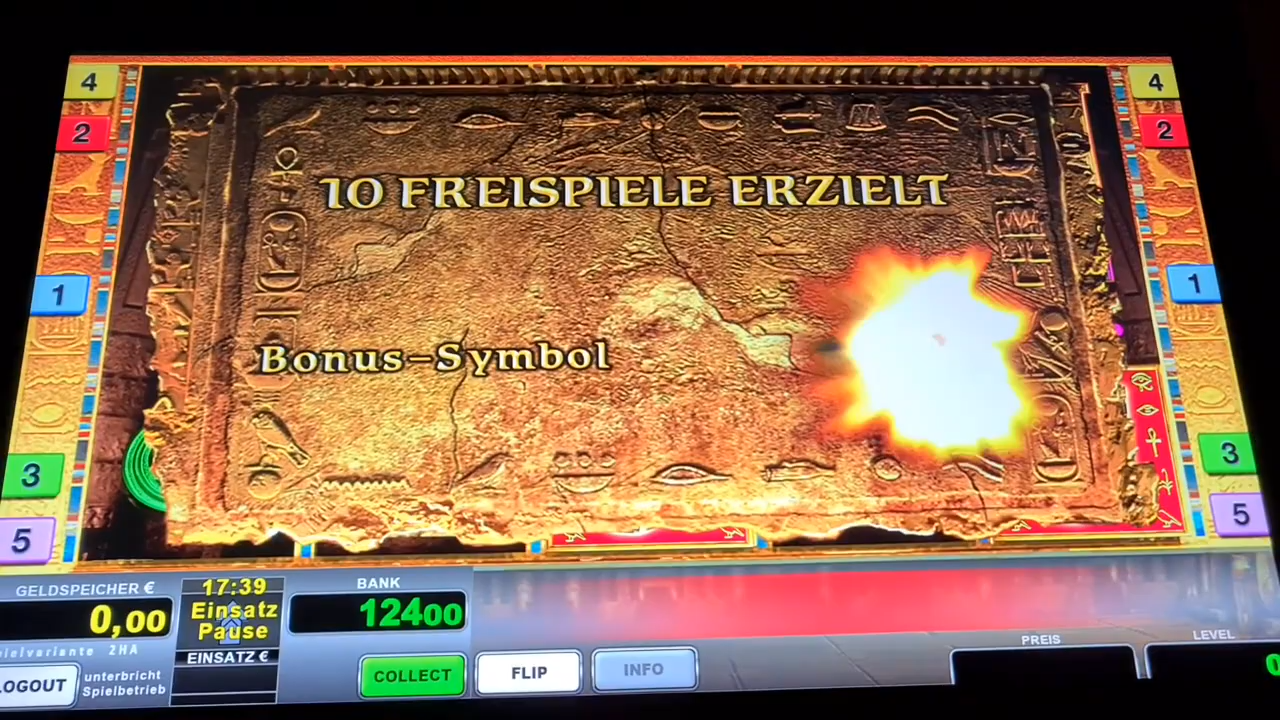 4
4
2
2
10 FREISPIELE ERZIELT
1
1
Bonus-Symbol
3
3
5
5
GELDSPEICHER €
0,00
17:39
Einsatz
Pause
EINSATZ €
BANK
12400
2HA
LOGOUT
unterbricht
Spielbetrieb
COLLECT
FLIP
INFO
PREIS
LEVEL